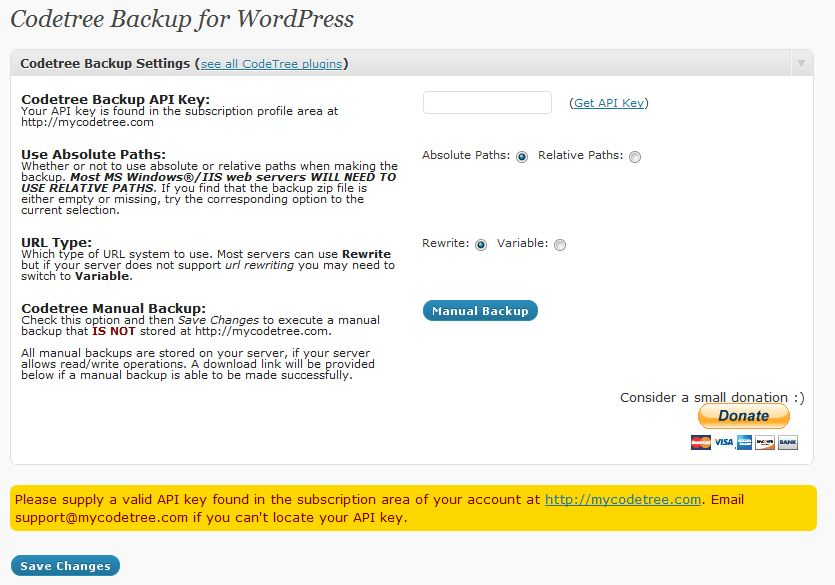 Codetree Backup for WordPress
Codetree Backup Settings (see all CodeTree plugins)
Codetree Backup API Key:
Your API key is found in the subscription profile area at
http://mycodetree.com
(Get API Key)
Use Absolute Paths:
Whether or not to use absolute or relative paths when making the
backup. Most MS Windows®/IIS web servers WILL NEED TO
USE RELATIVE PATHS. If you find that the backup zip file is
either empty or missing, try the corresponding option to the
current selection.
Absolute Paths: Relative Paths:
URL Type:
Which type of URL system to use. Most servers can use Rewrite
but if your server does not support url rewriting you may need to
switch to Variable.
Rewrite: Variable:
Codetree Manual Backup:
Check this option and then Save Changes to execute a manual
backup that IS NOT stored at http://mycodetree.com.
All manual backups are stored on your server, if your server
allows read/write operations. A download link will be provided
below if a manual backup is able to be made successfully.
Manual Backup
Consider a small donation :)
Donate
MasterCard VISA BANK
Please supply a valid API key found in the subscription area of your account at http://mycodetree.com. Email
support@mycodetree.com if you can't locate your API key.
Save Changes